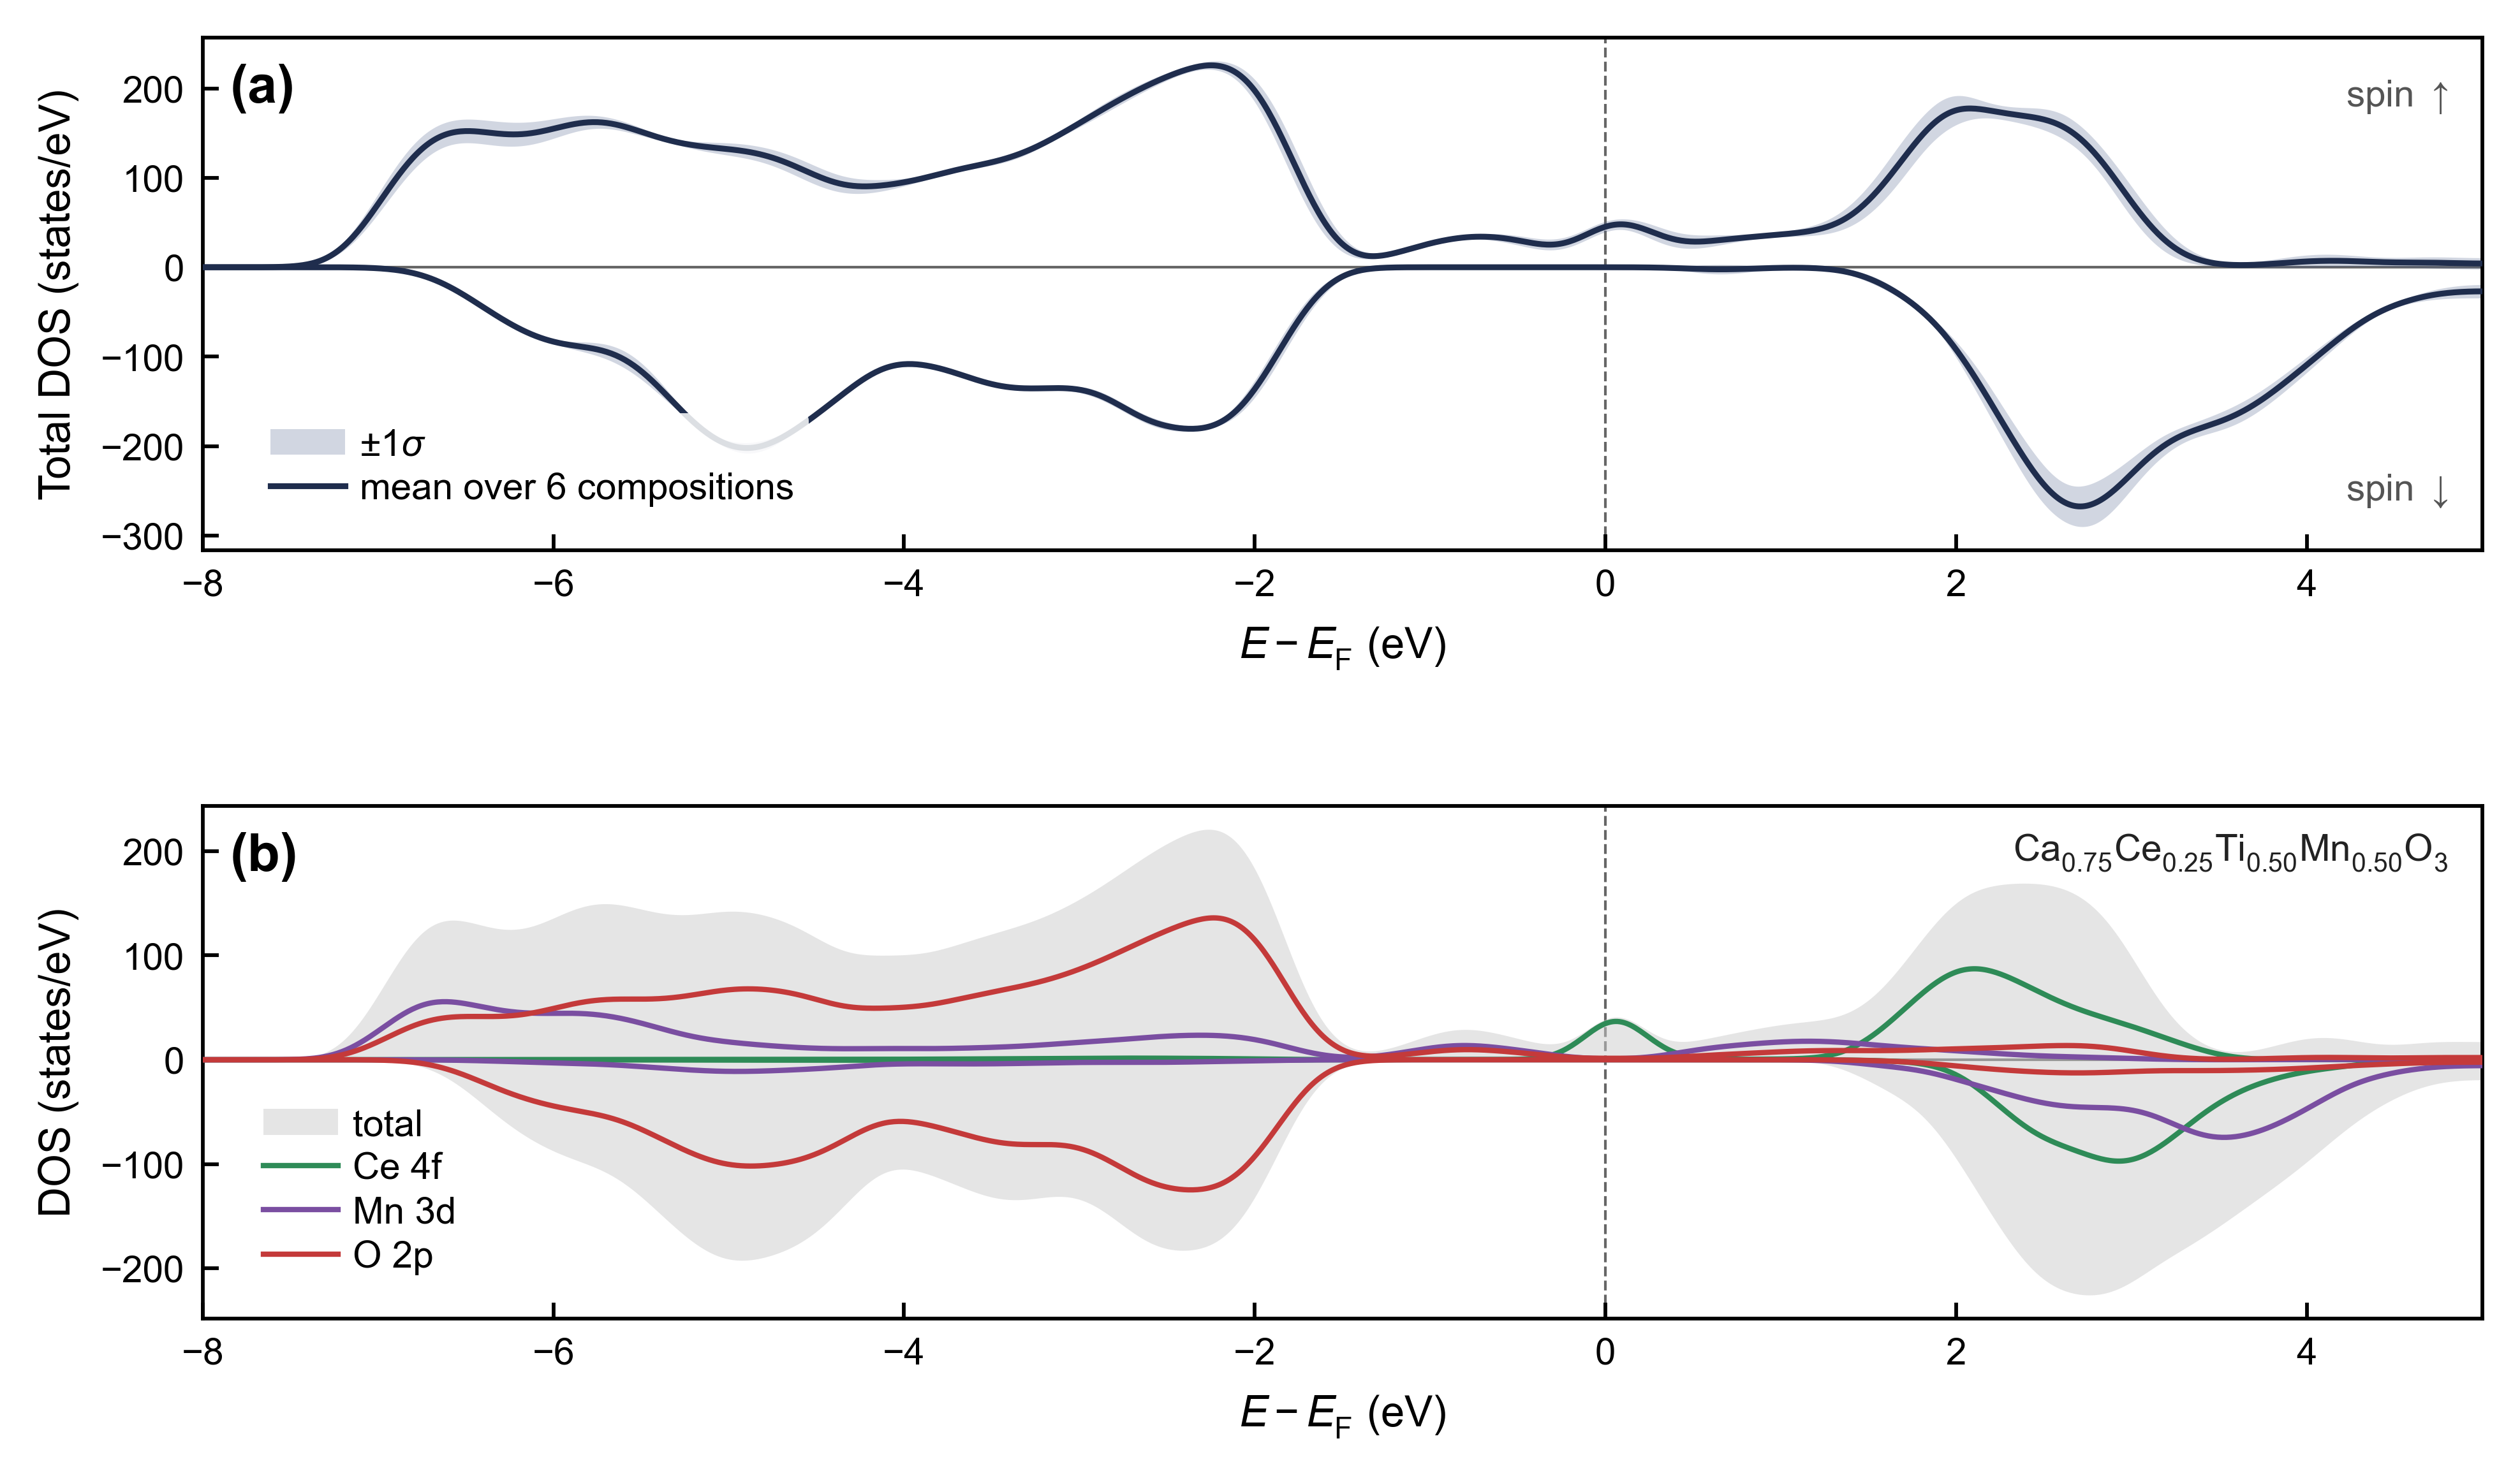 (a)
spin ↑
200
100
0
−100
−200
−300
Total DOS (states/eV)
±1σ
mean over 6 compositions
spin ↓
−8 −6 −4 −2 0 2 4
E − E_F (eV)
(b)
Ca₀.₇₅Ce₀.₂₅Ti₀.₅₀Mn₀.₅₀O₃
200
100
0
−100
−200
DOS (states/eV)
total
Ce 4f
Mn 3d
O 2p
−8 −6 −4 −2 0 2 4
E − E_F (eV)